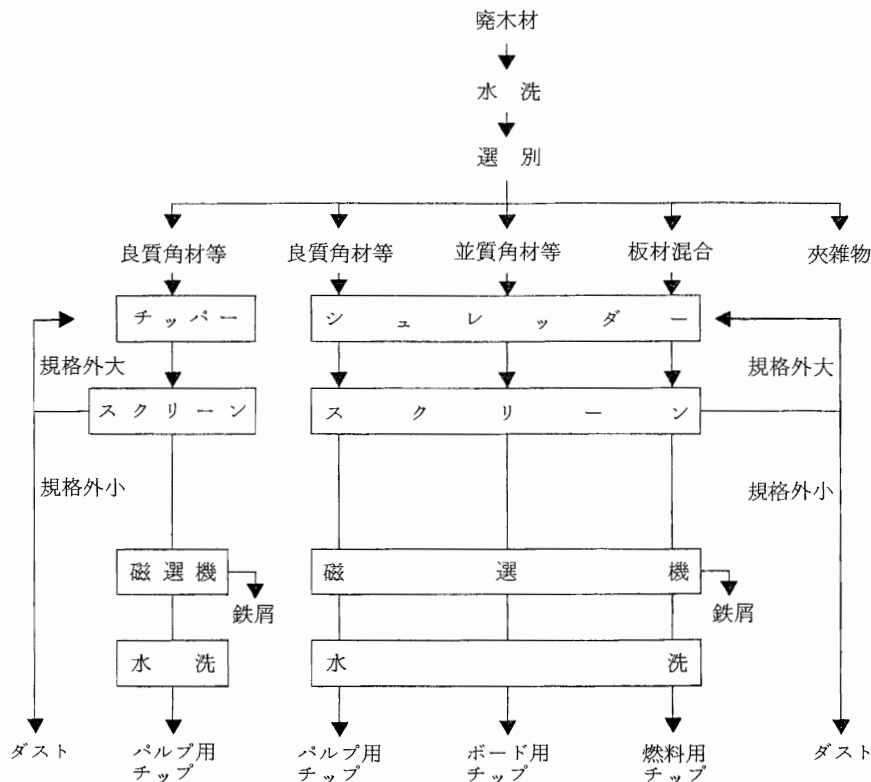 廃木材
水洗
選別
良質角材等
良質角材等
並質角材等
板材混合
夾雑物
チッパー
シュレッダー
規格外大
規格外大
スクリーン
スクリーン
規格外小
規格外小
磁選機
磁選機
鉄屑
鉄屑
水洗
水洗
ダスト
パルプ用
チップ
パルプ用
チップ
ボード用
チップ
燃料用
チップ
ダスト